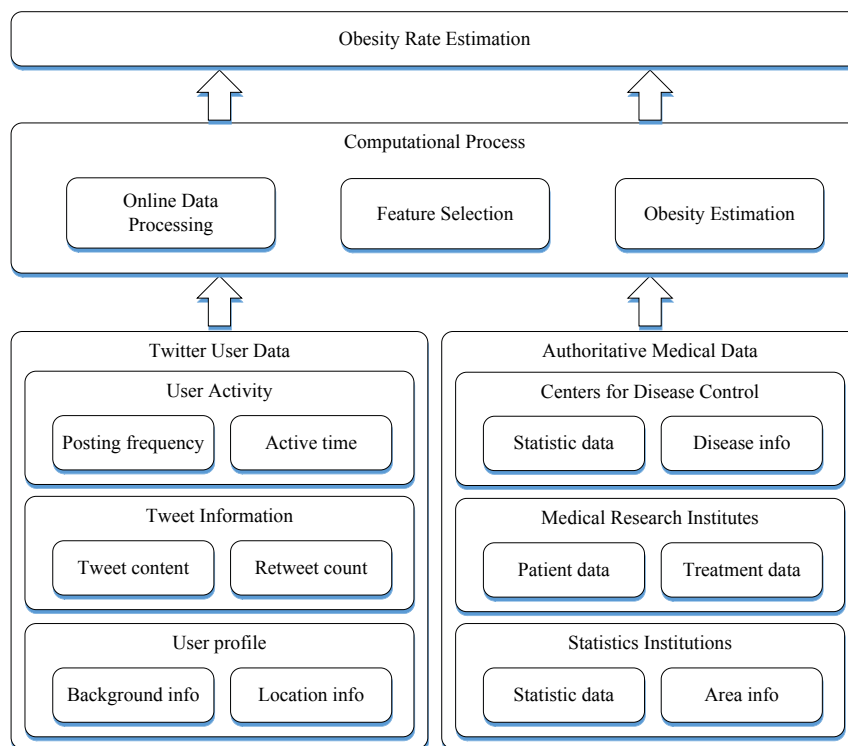 Obesity Rate Estimation
Computational Process
Online Data
Processing
Feature Selection
Obesity Estimation
Twitter User Data
User Activity
Posting frequency
Active time
Tweet Information
Tweet content
Retweet count
User profile
Background info
Location info
Authoritative Medical Data
Centers for Disease Control
Statistic data
Disease info
Medical Research Institutes
Patient data
Treatment data
Statistics Institutions
Statistic data
Area info